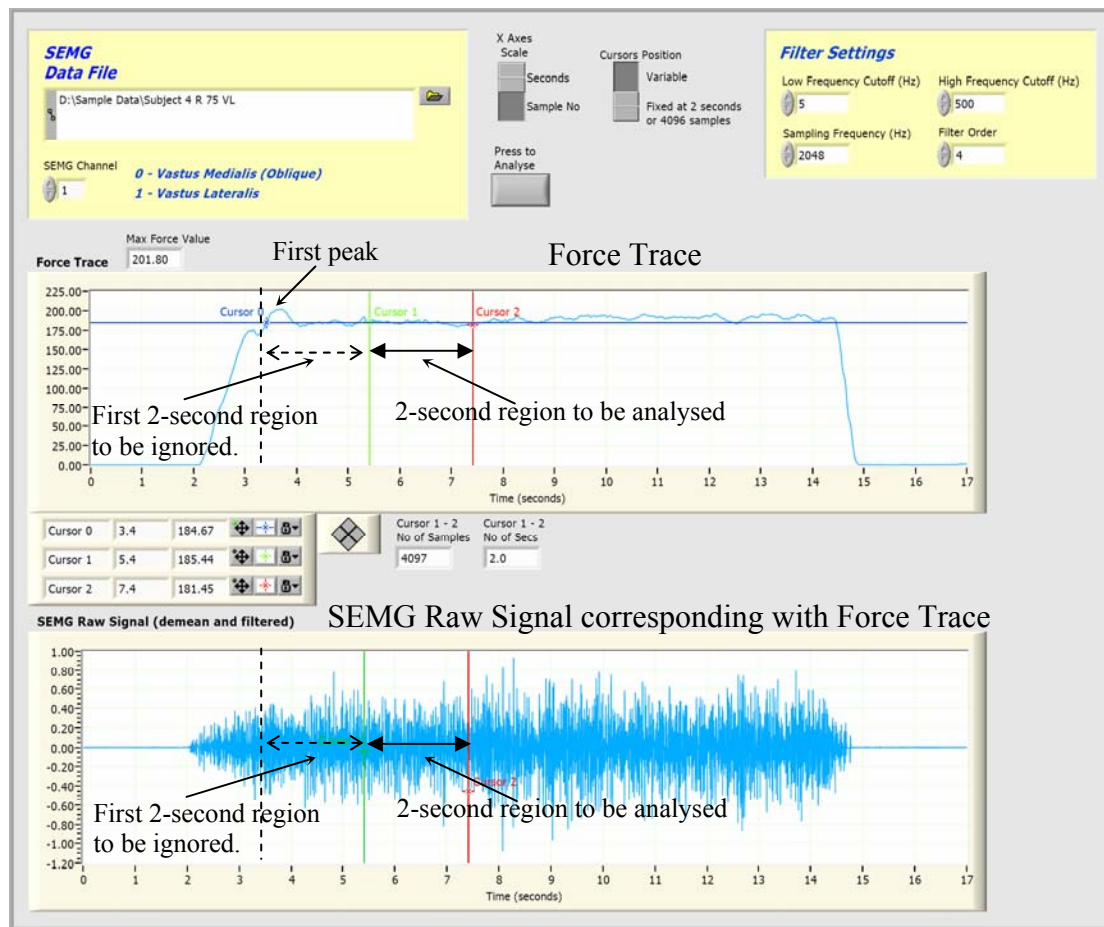 SEMG
Data File
D:\Sample Data\Subject 4 R 75 VL
SEMG Channel
1
0 - Vastus Medialis (Oblique)
1 - Vastus Lateralis
X Axes
Scale
Seconds
Sample No
Cursors Position
Variable
Fixed at 2 seconds
or 4096 samples
Press to
Analyse
Filter Settings
Low Frequency Cutoff (Hz)
5
High Frequency Cutoff (Hz)
500
Sampling Frequency (Hz)
2048
Filter Order
4
Force Trace
Max Force Value
201.80
First peak
Force Trace
225.00
200.00
175.00
150.00
125.00
100.00
75.00
50.00
25.00
0.00
Cursor 0
Cursor 1
Cursor 2
First 2-second region
to be ignored.
2-second region to be analysed
0 1 2 3 4 5 6 7 8 9 10 11 12 13 14 15 16 17
Time (seconds)
Cursor 0 3.4 184.67
Cursor 1 5.4 185.44
Cursor 2 7.4 181.45
Cursor 1 - 2
No of Samples
4097
Cursor 1 - 2
No of Secs
2.0
SEMG Raw Signal (demean and filtered)
SEMG Raw Signal corresponding with Force Trace
1.00
0.80
0.60
0.40
0.20
0.00
-0.20
-0.40
-0.60
-0.80
-1.00
-1.20
Cursor 2
First 2-second region
to be ignored.
2-second region to be analysed
0 1 2 3 4 5 6 7 8 9 10 11 12 13 14 15 16 17
Time (seconds)